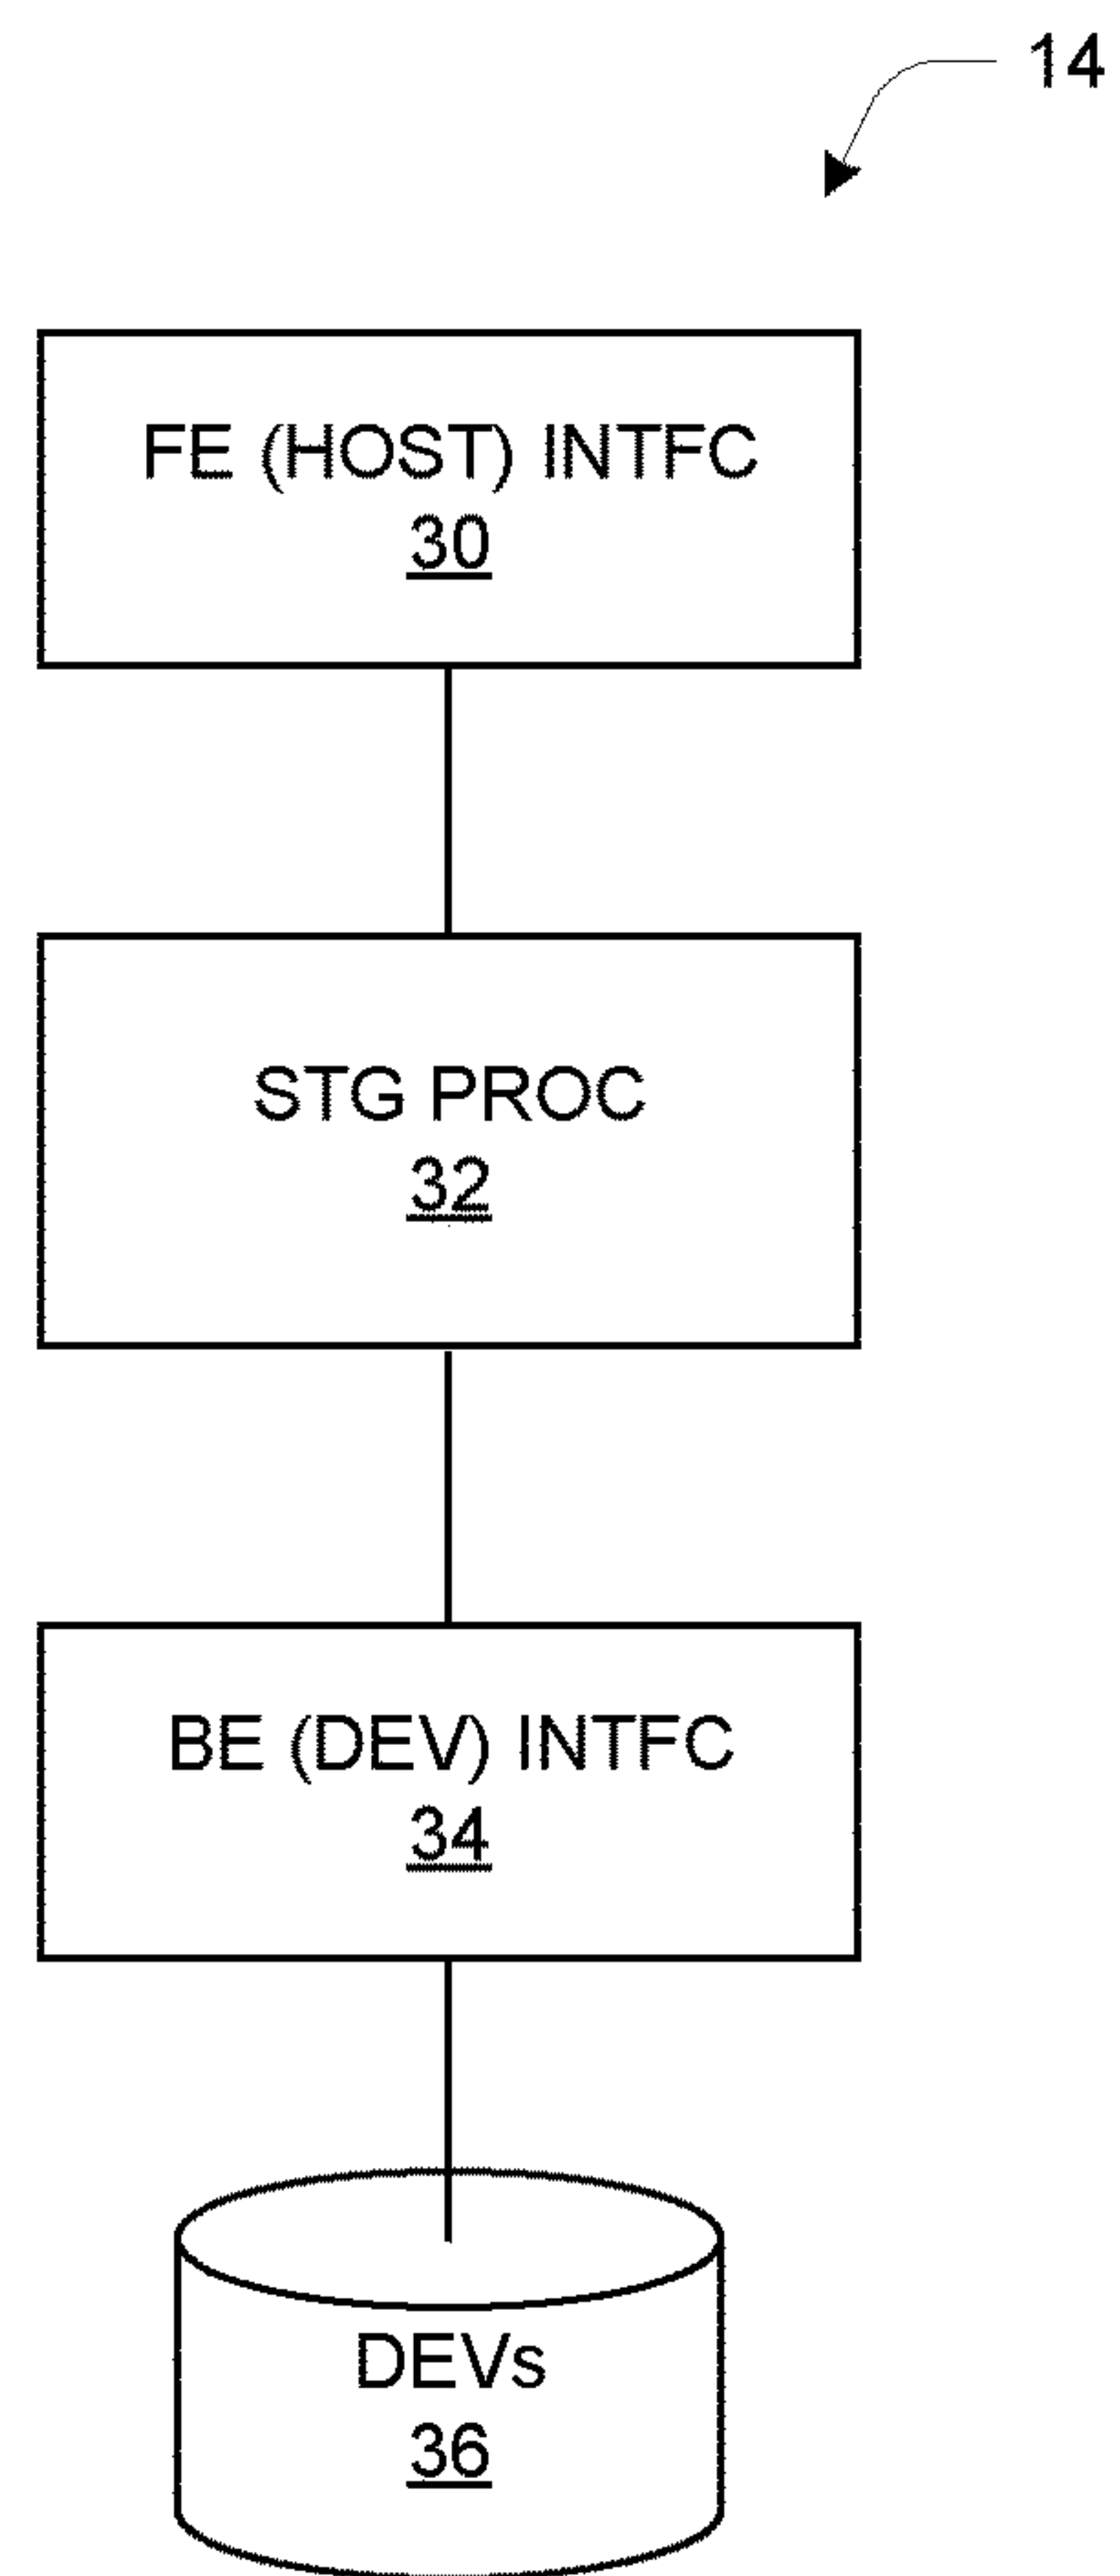 14
FE (HOST) INTFC
30
STG PROC
32
BE (DEV) INTFC
34
DEVs
36